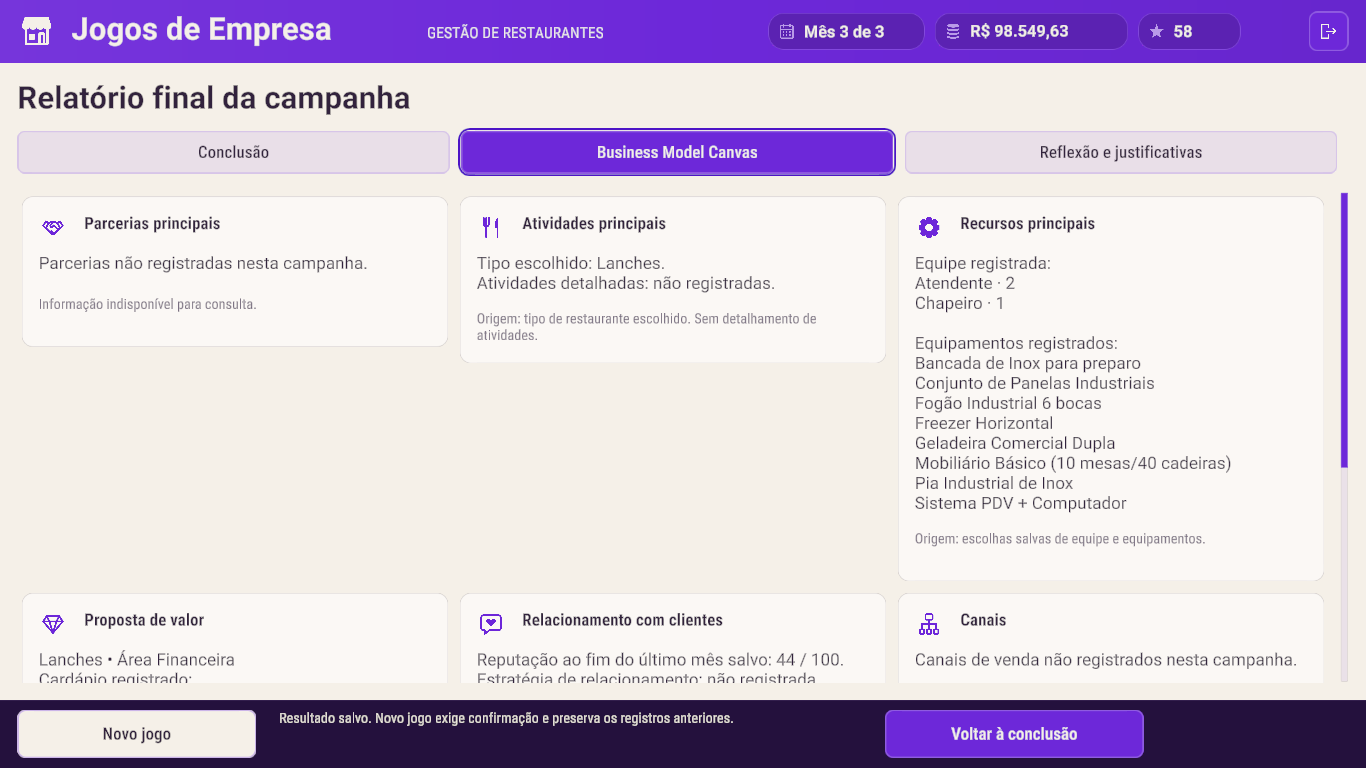 Jogos de Empresa
GESTÃO DE RESTAURANTES
Mês 3 de 3
R$ 98.549,63
58
Relatório final da campanha
Conclusão
Business Model Canvas
Reflexão e justificativas
Parcerias principais
Parcerias não registradas nesta campanha.
Informação indisponível para consulta.
Atividades principais
Tipo escolhido: Lanches.
Atividades detalhadas: não registradas.
Origem: tipo de restaurante escolhido. Sem detalhamento de
atividades.
Recursos principais
Equipe registrada:
Atendente · 2
Chapeiro · 1
Equipamentos registrados:
Bancada de Inox para preparo
Conjunto de Panelas Industriais
Fogão Industrial 6 bocas
Freezer Horizontal
Geladeira Comercial Dupla
Mobiliário Básico (10 mesas/40 cadeiras)
Pia Industrial de Inox
Sistema PDV + Computador
Origem: escolhas salvas de equipe e equipamentos.
Proposta de valor
Lanches • Área Financeira
Cardápio registrado:
Relacionamento com clientes
Reputação ao fim do último mês salvo: 44 / 100.
Estratégia de relacionamento: não registrada
Canais
Canais de venda não registrados nesta campanha.
Novo jogo
Resultado salvo. Novo jogo exige confirmação e preserva os registros anteriores.
Voltar à conclusão